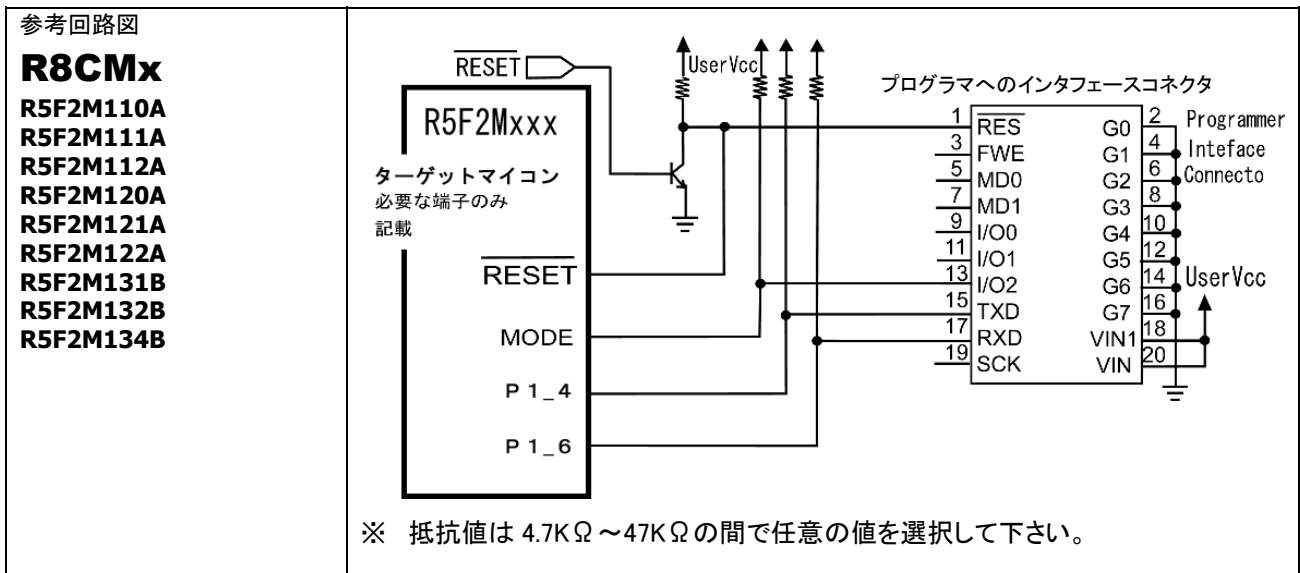 参考回路図
R8CMx
R5F2M110A
R5F2M111A
R5F2M112A
R5F2M120A
R5F2M121A
R5F2M122A
R5F2M131B
R5F2M132B
R5F2M134B
RESET
UserVcc
R5F2Mxxx
ターゲットマイコン
必要な端子のみ
記載
RESET
MODE
P1_4
P1_6
プログラマへのインタフェースコネクタ
1 RES G0 2
3 FWE G1 4
5 MD0 G2 6
7 MD1 G3 8
9 I/O0 G4 10
11 I/O1 G5 12
13 I/O2 G6 14
15 TXD G7 16
17 RXD VIN1 18
19 SCK VIN 20
Programmer
Inteface
Connecto
UserVcc
※ 抵抗値は 4.7KΩ～47KΩの間で任意の値を選択して下さい。